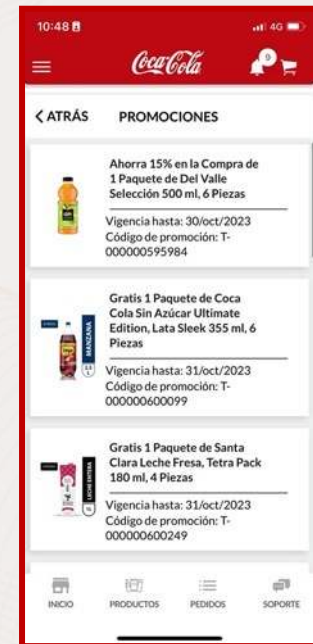 10:48
4G
Coca-Cola
9
ATRÁS PROMOCIONES
Ahorra 15% en la Compra de
1 Paquete de Del Valle
Selección 500 ml, 6 Piezas
Vigencia hasta: 30/oct/2023
Código de promoción: T-
000000595984
Gratis 1 Paquete de Coca
Cola Sin Azúcar Ultimate
Edition, Lata Sleek 355 ml, 6
Piezas
MANZANA
Vigencia hasta: 31/oct/2023
Código de promoción: T-
000000600099
Gratis 1 Paquete de Santa
Clara Leche Fresa, Tetra Pack
180 ml, 4 Piezas
LECHE ENTERA
Vigencia hasta: 31/oct/2023
Código de promoción: T-
000000600249
INICIO PRODUCTOS PEDIDOS SOPORTE